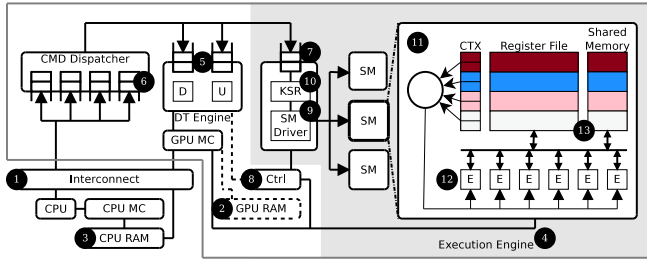 Shared
CTX Register File Memory
11
7
5
CMD Dispatcher
6
10
SM
D U
KSR
9
DT Engine
SM
Driver
SM
13
GPU MC
1 Interconnect
8 Ctrl
SM
12 E E E E E E
CPU CPU MC
2 GPU RAM
3 CPU RAM
Execution Engine 4